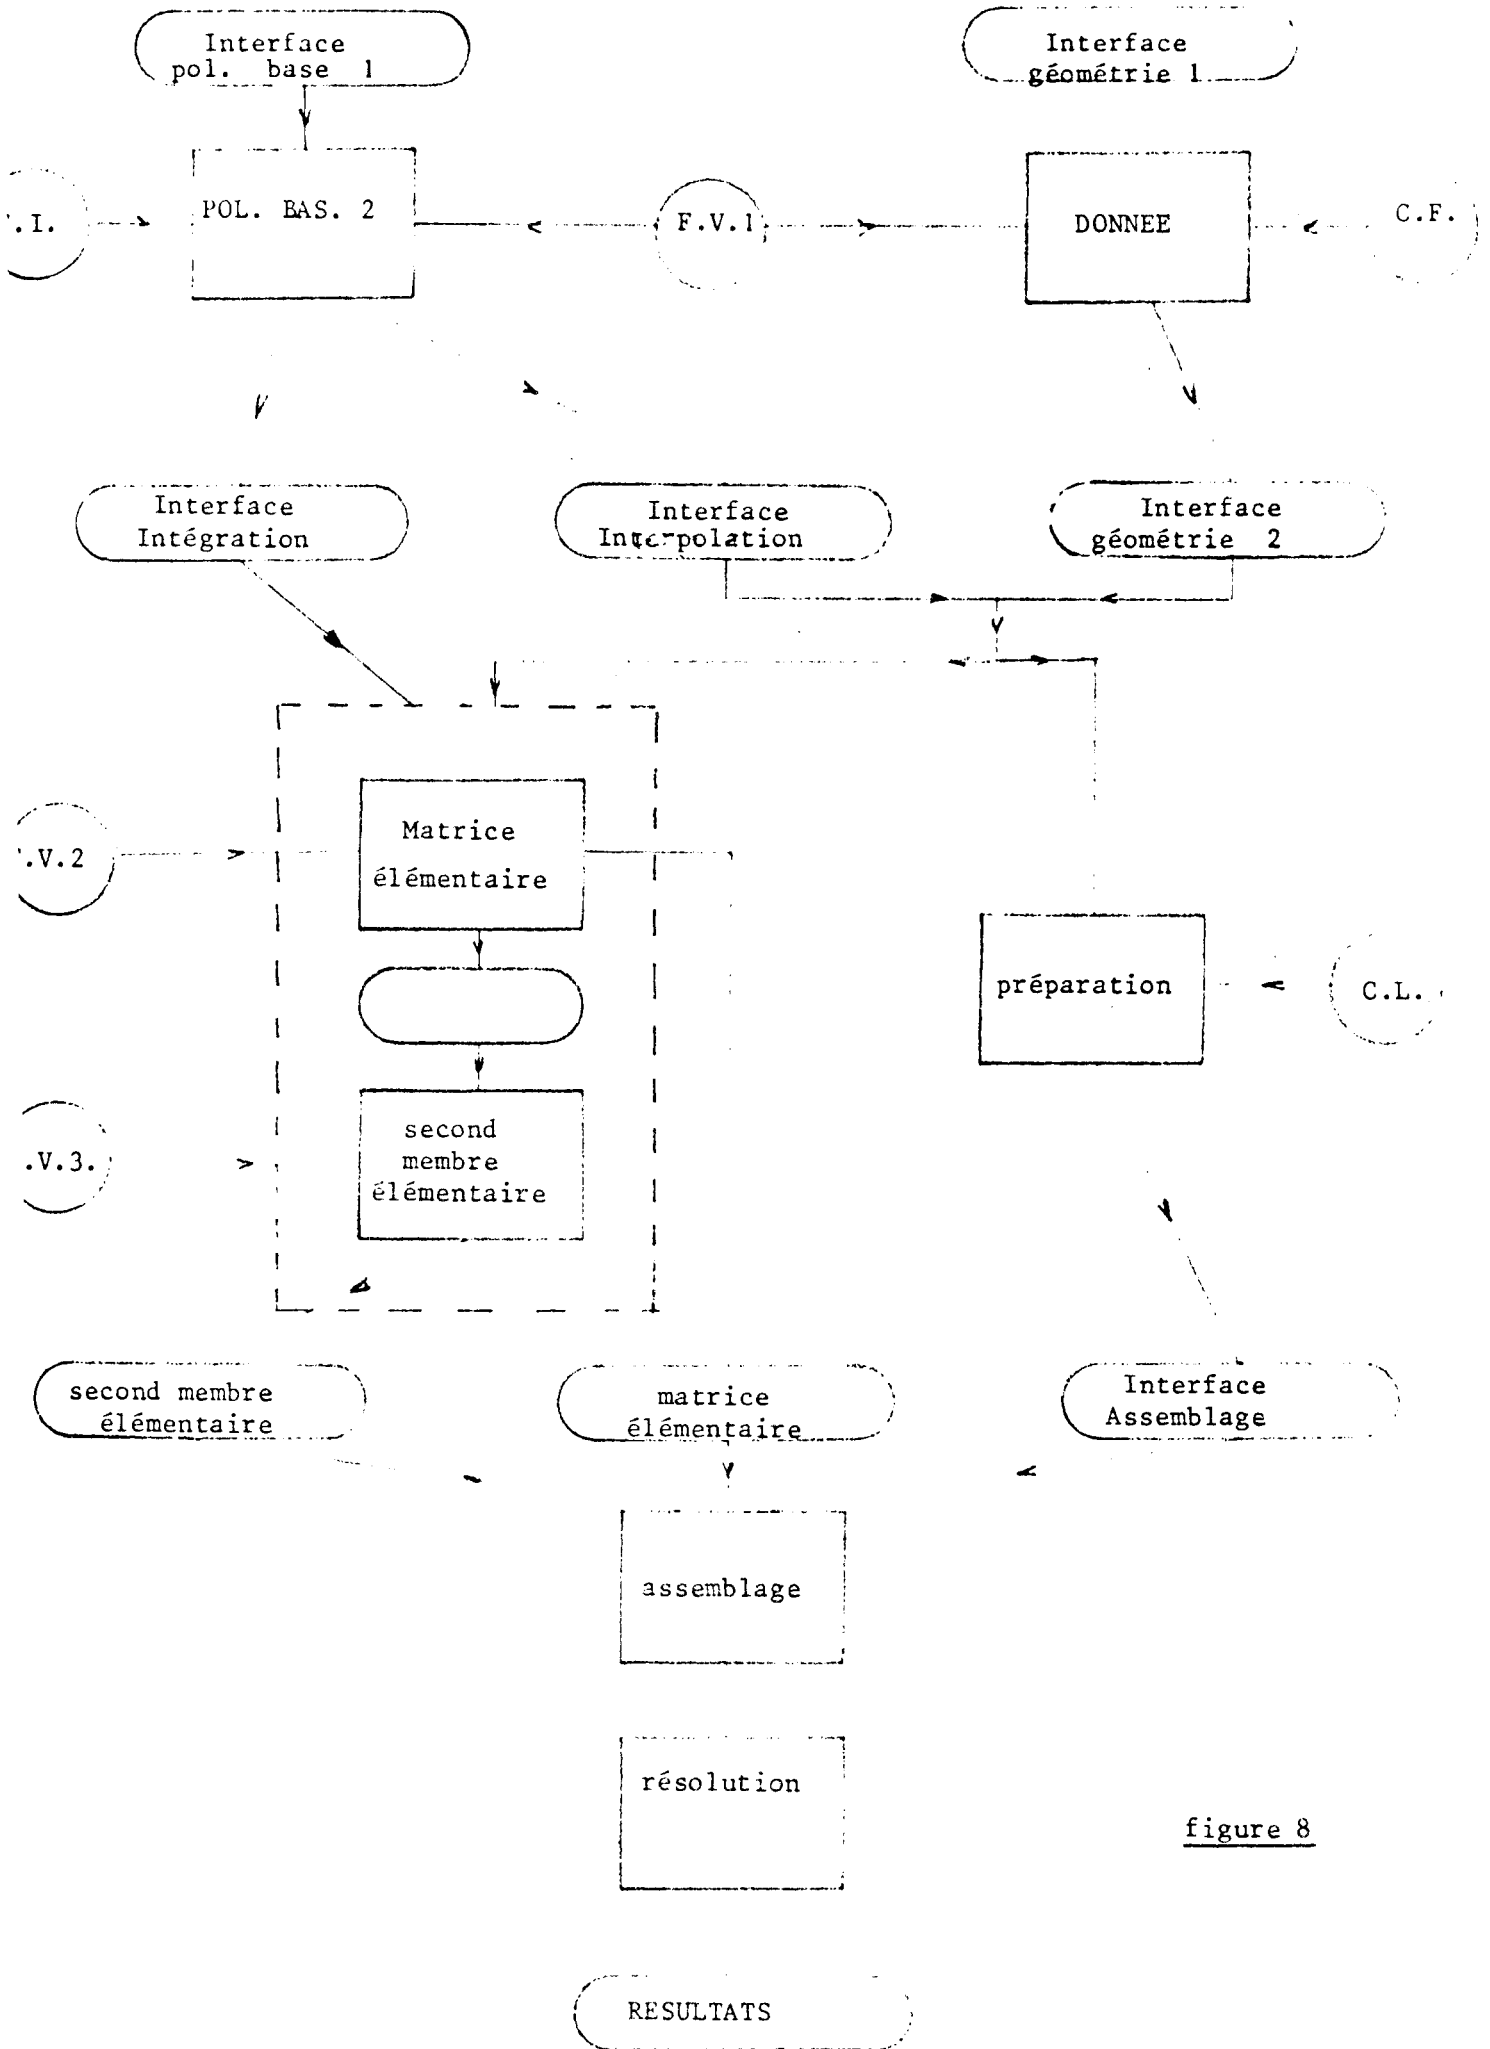 Interface
pol. base 1
Interface
géométrie 1
.I.
POL. BAS. 2
F.V.1
DONNEE
C.F.
Interface
Intégration
Interface
Interpolation
Interface
géométrie 2
.V.2
Matrice
élémentaire
préparation
C.L.
.V.3.
second
membre
élémentaire
second membre
élémentaire
matrice
élémentaire
Interface
Assemblage
assemblage
résolution
figure 8
RESULTATS